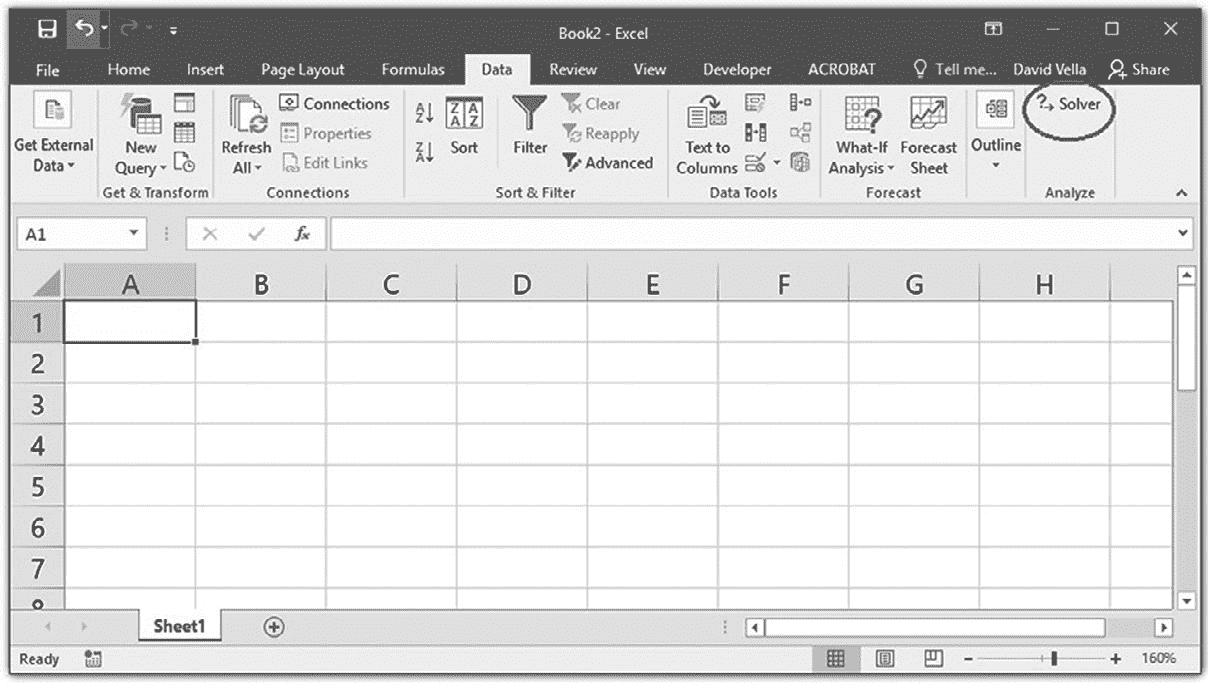 Book2 - Excel
File Home Insert Page Layout Formulas Data Review View Developer ACROBAT Tell me... David Vella Share
Get External Data
New Query
Get & Transform
Refresh All
Connections
Properties
Edit Links
Connections
A Z
Z A
Z A A Z
Sort
Filter
Clear
Reapply
Advanced
Sort & Filter
Text to Columns
Data Tools
What-If Analysis
Forecast Sheet
Forecast
Outline
Solver
Analyze
A1
fx
A B C D E F G H
1
2
3
4
5
6
7
8
Sheet1
Ready
160%